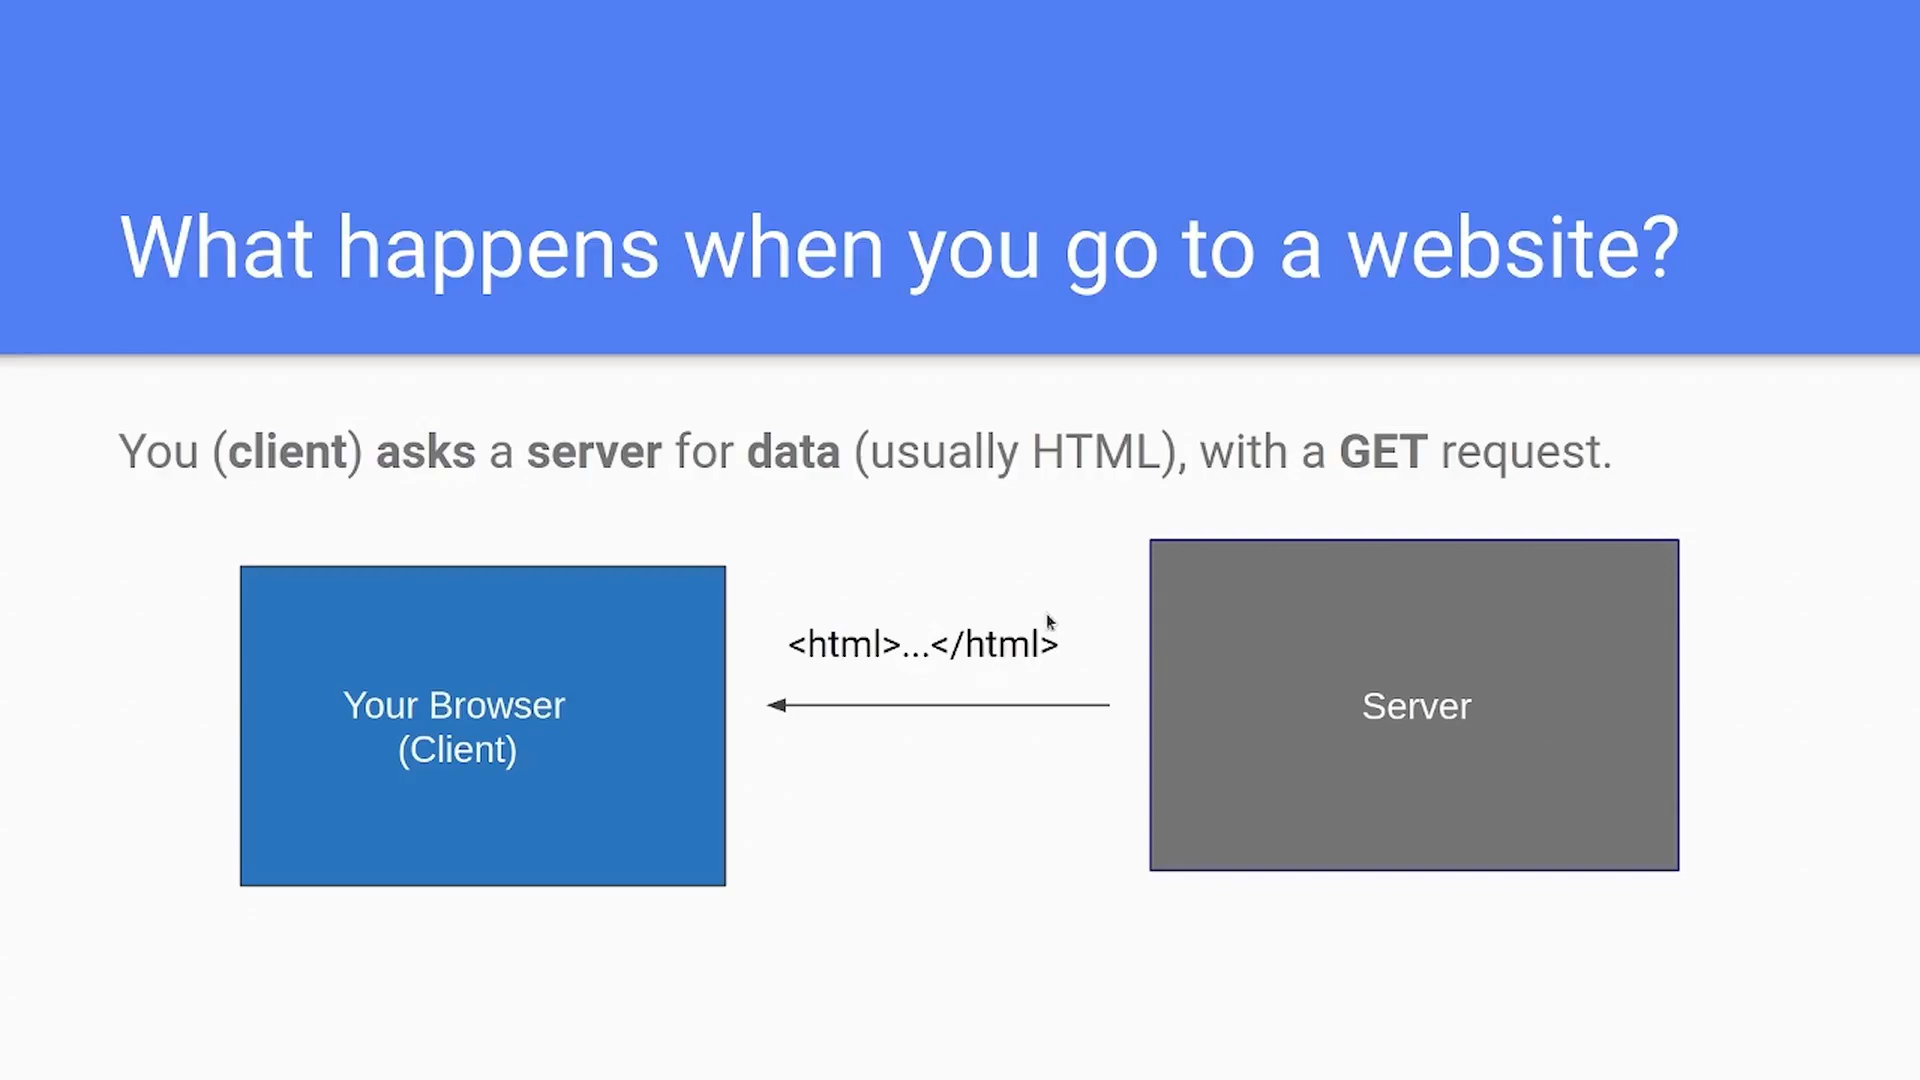 What happens when you go to a website?
You (client) asks a server for data (usually HTML), with a GET request.
<html>...</html>
Your Browser
(Client)
Server